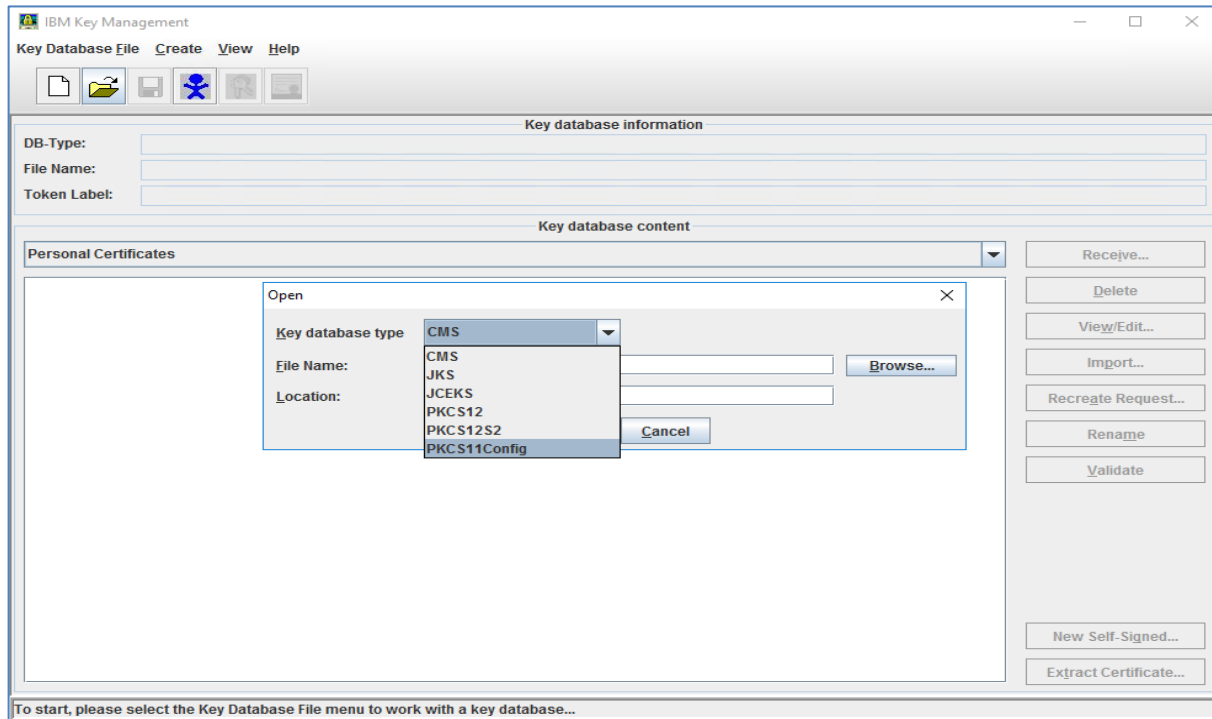 IBM Key Management
Key Database File Create View Help
Key database information
DB-Type:
File Name:
Token Label:
Key database content
Personal Certificates
Receive...
Delete
View/Edit...
Import...
Recreate Request...
Rename
Validate
New Self-Signed...
Extract Certificate...
Open
Key database type CMS
CMS
JKS
JCEKS
PKCS12
PKCS12S2
PKCS11Config
File Name:
Browse...
Location:
Cancel
To start, please select the Key Database File menu to work with a key database...